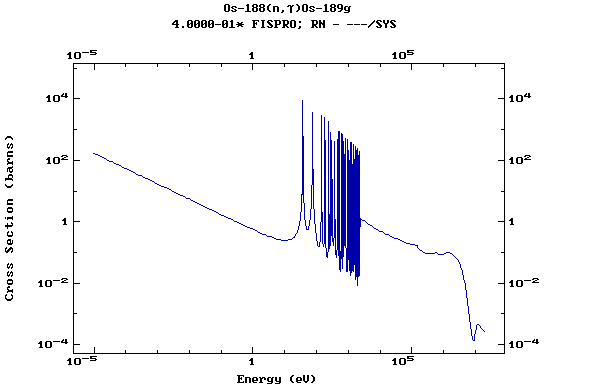 Os-188(n,γ)Os-189g
4.0000-01* FISPRO; RN - ---/SYS
10⁻⁵ 1 10⁵
10⁴ 10⁴
10² 10²
1 1
10⁻² 10⁻²
10⁻⁴ 10⁻⁴
10⁻⁵ 1 10⁵
Cross Section (barns)
Energy (eV)